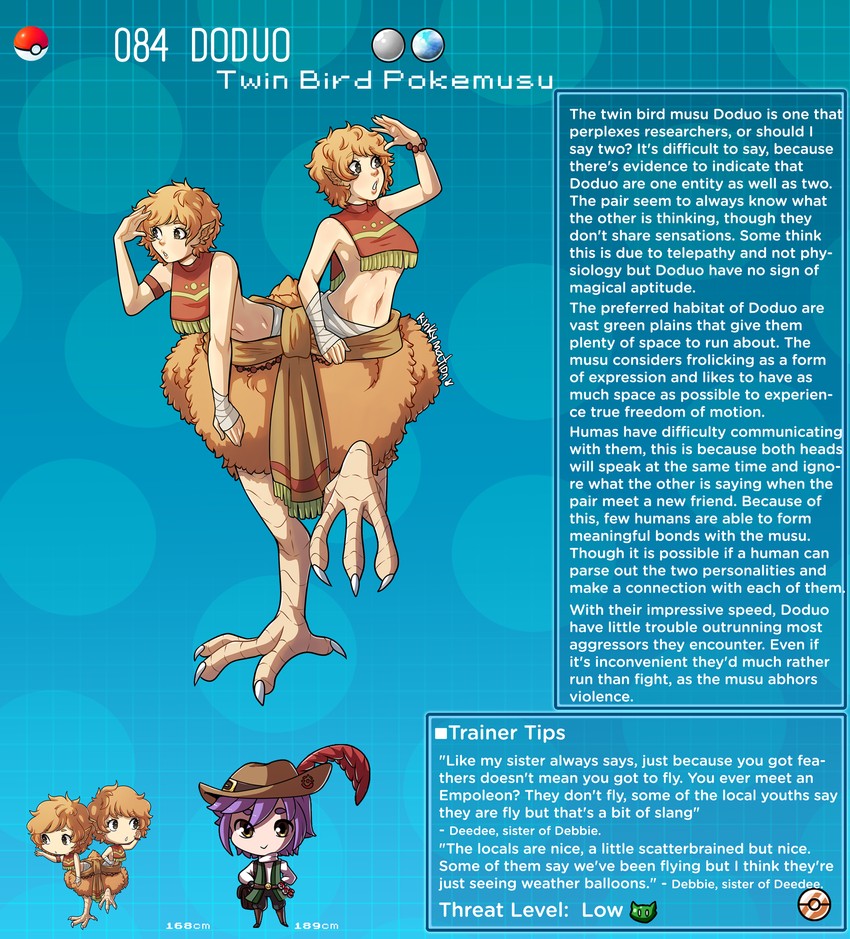 084 DODUO
Twin Bird Pokemusu
The twin bird musu Doduo is one that
perplexes researchers, or should I
say two? It's difficult to say, because
there's evidence to indicate that
Doduo are one entity as well as two.
The pair seem to always know what
the other is thinking, though they
don't share sensations. Some think
this is due to telepathy and not phy-
siology but Doduo have no sign of
magical aptitude.
The preferred habitat of Doduo are
vast green plains that give them
plenty of space to run about. The
musu considers frolicking as a form
of expression and likes to have as
much space as possible to experien-
ce true freedom of motion.
Humas have difficulty communicating
with them, this is because both heads
will speak at the same time and igno-
re what the other is saying when the
pair meet a new friend. Because of
this, few humans are able to form
meaningful bonds with the musu.
Though it is possible if a human can
parse out the two personalities and
make a connection with each of them.
With their impressive speed, Doduo
have little trouble outrunning most
aggressors they encounter. Even if
it's inconvenient they'd much rather
run than fight, as the musu abhors
violence.
kinkymation
■Trainer Tips
"Like my sister always says, just because you got fea-
thers doesn't mean you got to fly. You ever meet an
Empoleon? They don't fly, some of the local youths say
they are fly but that's a bit of slang"
- Deedee, sister of Debbie.
"The locals are nice, a little scatterbrained but nice.
Some of them say we've been flying but I think they're
just seeing weather balloons." - Debbie, sister of Deedee.
Threat Level: Low
168cm
189cm